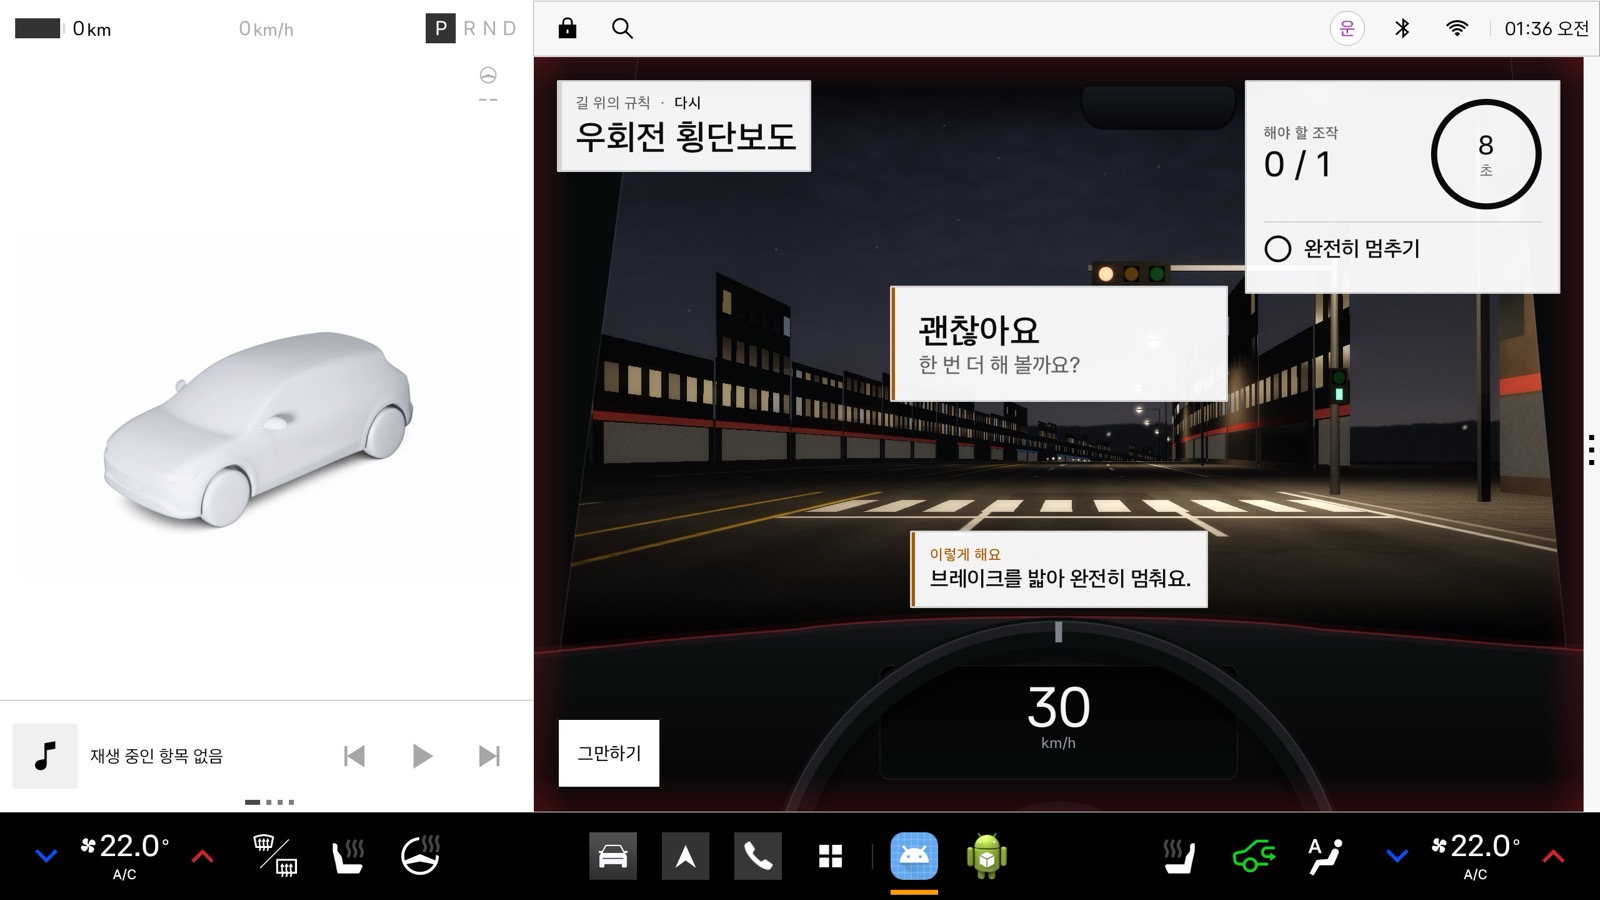 0 km
0 km/h
P R N D
--
운
01:36 오전
길 위의 규칙 · 다시
우회전 횡단보도
해야 할 조작
0 / 1
8
초
완전히 멈추기
괜찮아요
한 번 더 해 볼까요?
이렇게 해요
브레이크를 밟아 완전히 멈춰요.
30
km/h
그만하기
재생 중인 항목 없음
22.0°
A/C
A
22.0°
A/C